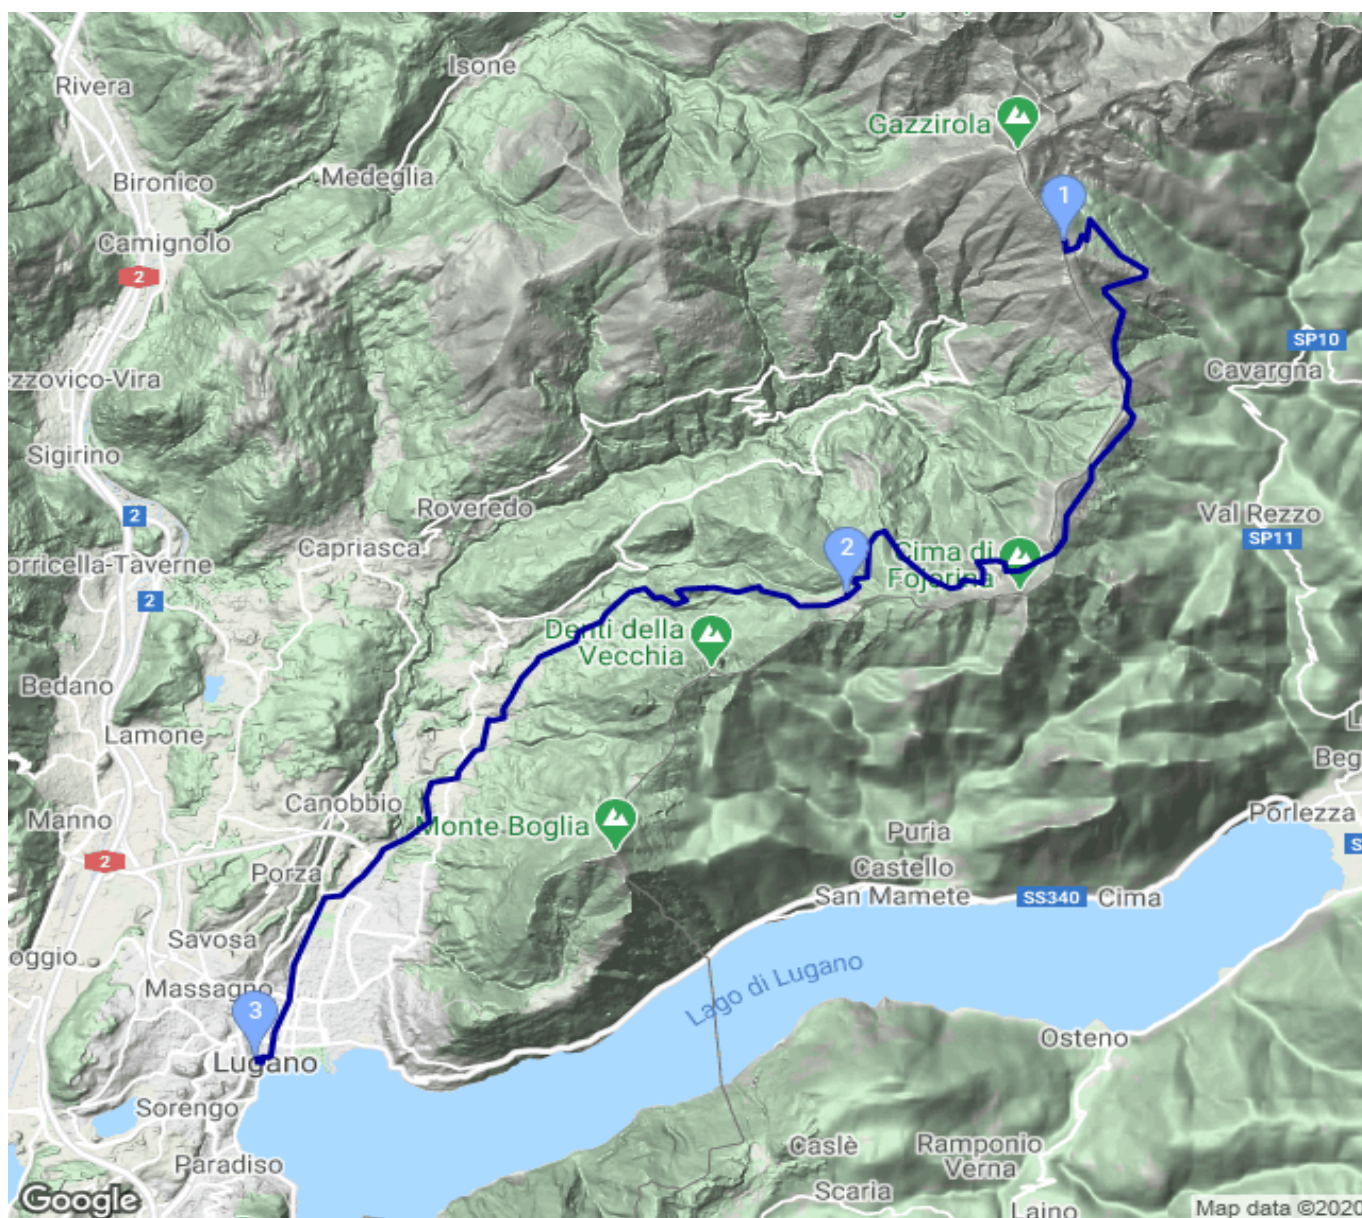 Isone
Rivera
Gazzirola
Medeglia
Bironico
1
Camignolo
2
SP10
Cavargna
ezzovico-Vira
Sigirino
Roveredo
2
Val Rezzo
SP11
Capriasca
2
Cima di
Fojorina
orricella-Taverne
2
Denti della
Vecchia
Bedano
Lamone
Beg
Canobbio
Porlezza
Manno
Monte Boglia
Puria
S
2
Castello
Porza
San Mamete
SS340
Cima
Savosa
oggio
Lago di Lugano
Massagno
3
Osteno
Lugano
Sorengo
Caslè
Ramponio
Verna
Paradiso
Scaria
Google
Laino
Map data ©2020